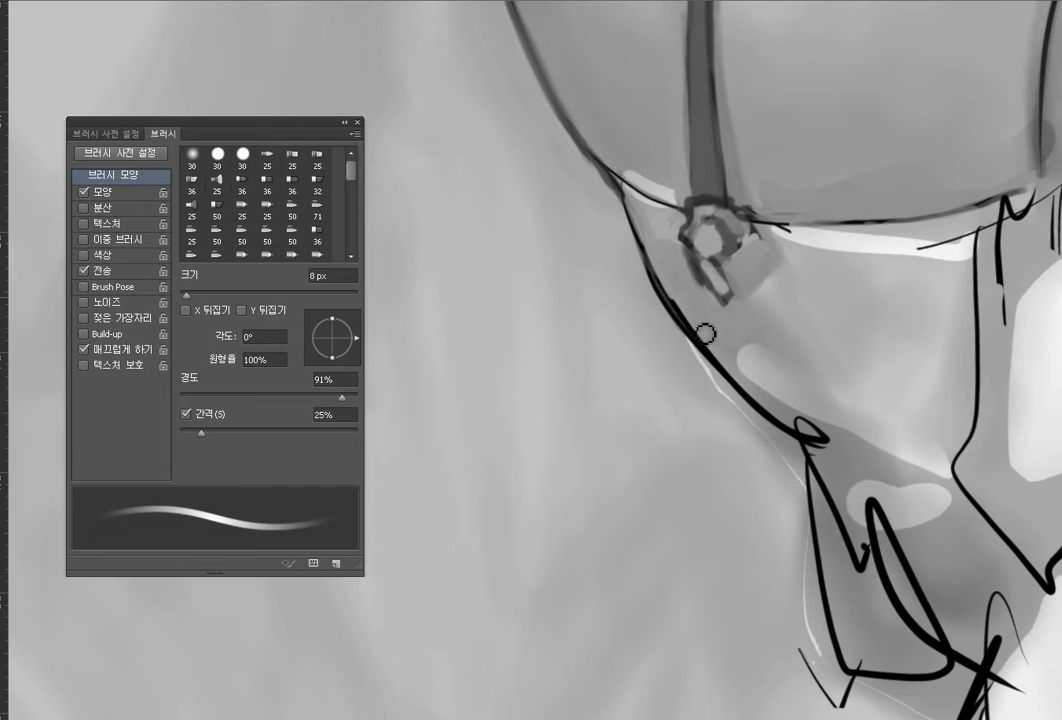 브러시 사전 설정 브러시
브러시 사전 설정
브러시 모양
모양
분산
텍스처
이중 브러시
색상
전송
Brush Pose
노이즈
젖은 가장자리
Build-up
매끄럽게 하기
텍스처 보호
30 30 30 25 25 25
36 25 36 36 36 32
25 50 25 25 50 71
25 50 50 50 50 36
크기 8 px
X 뒤집기 Y 뒤집기
각도: 0°
원형율 100%
경도 91%
간격(S) 25%